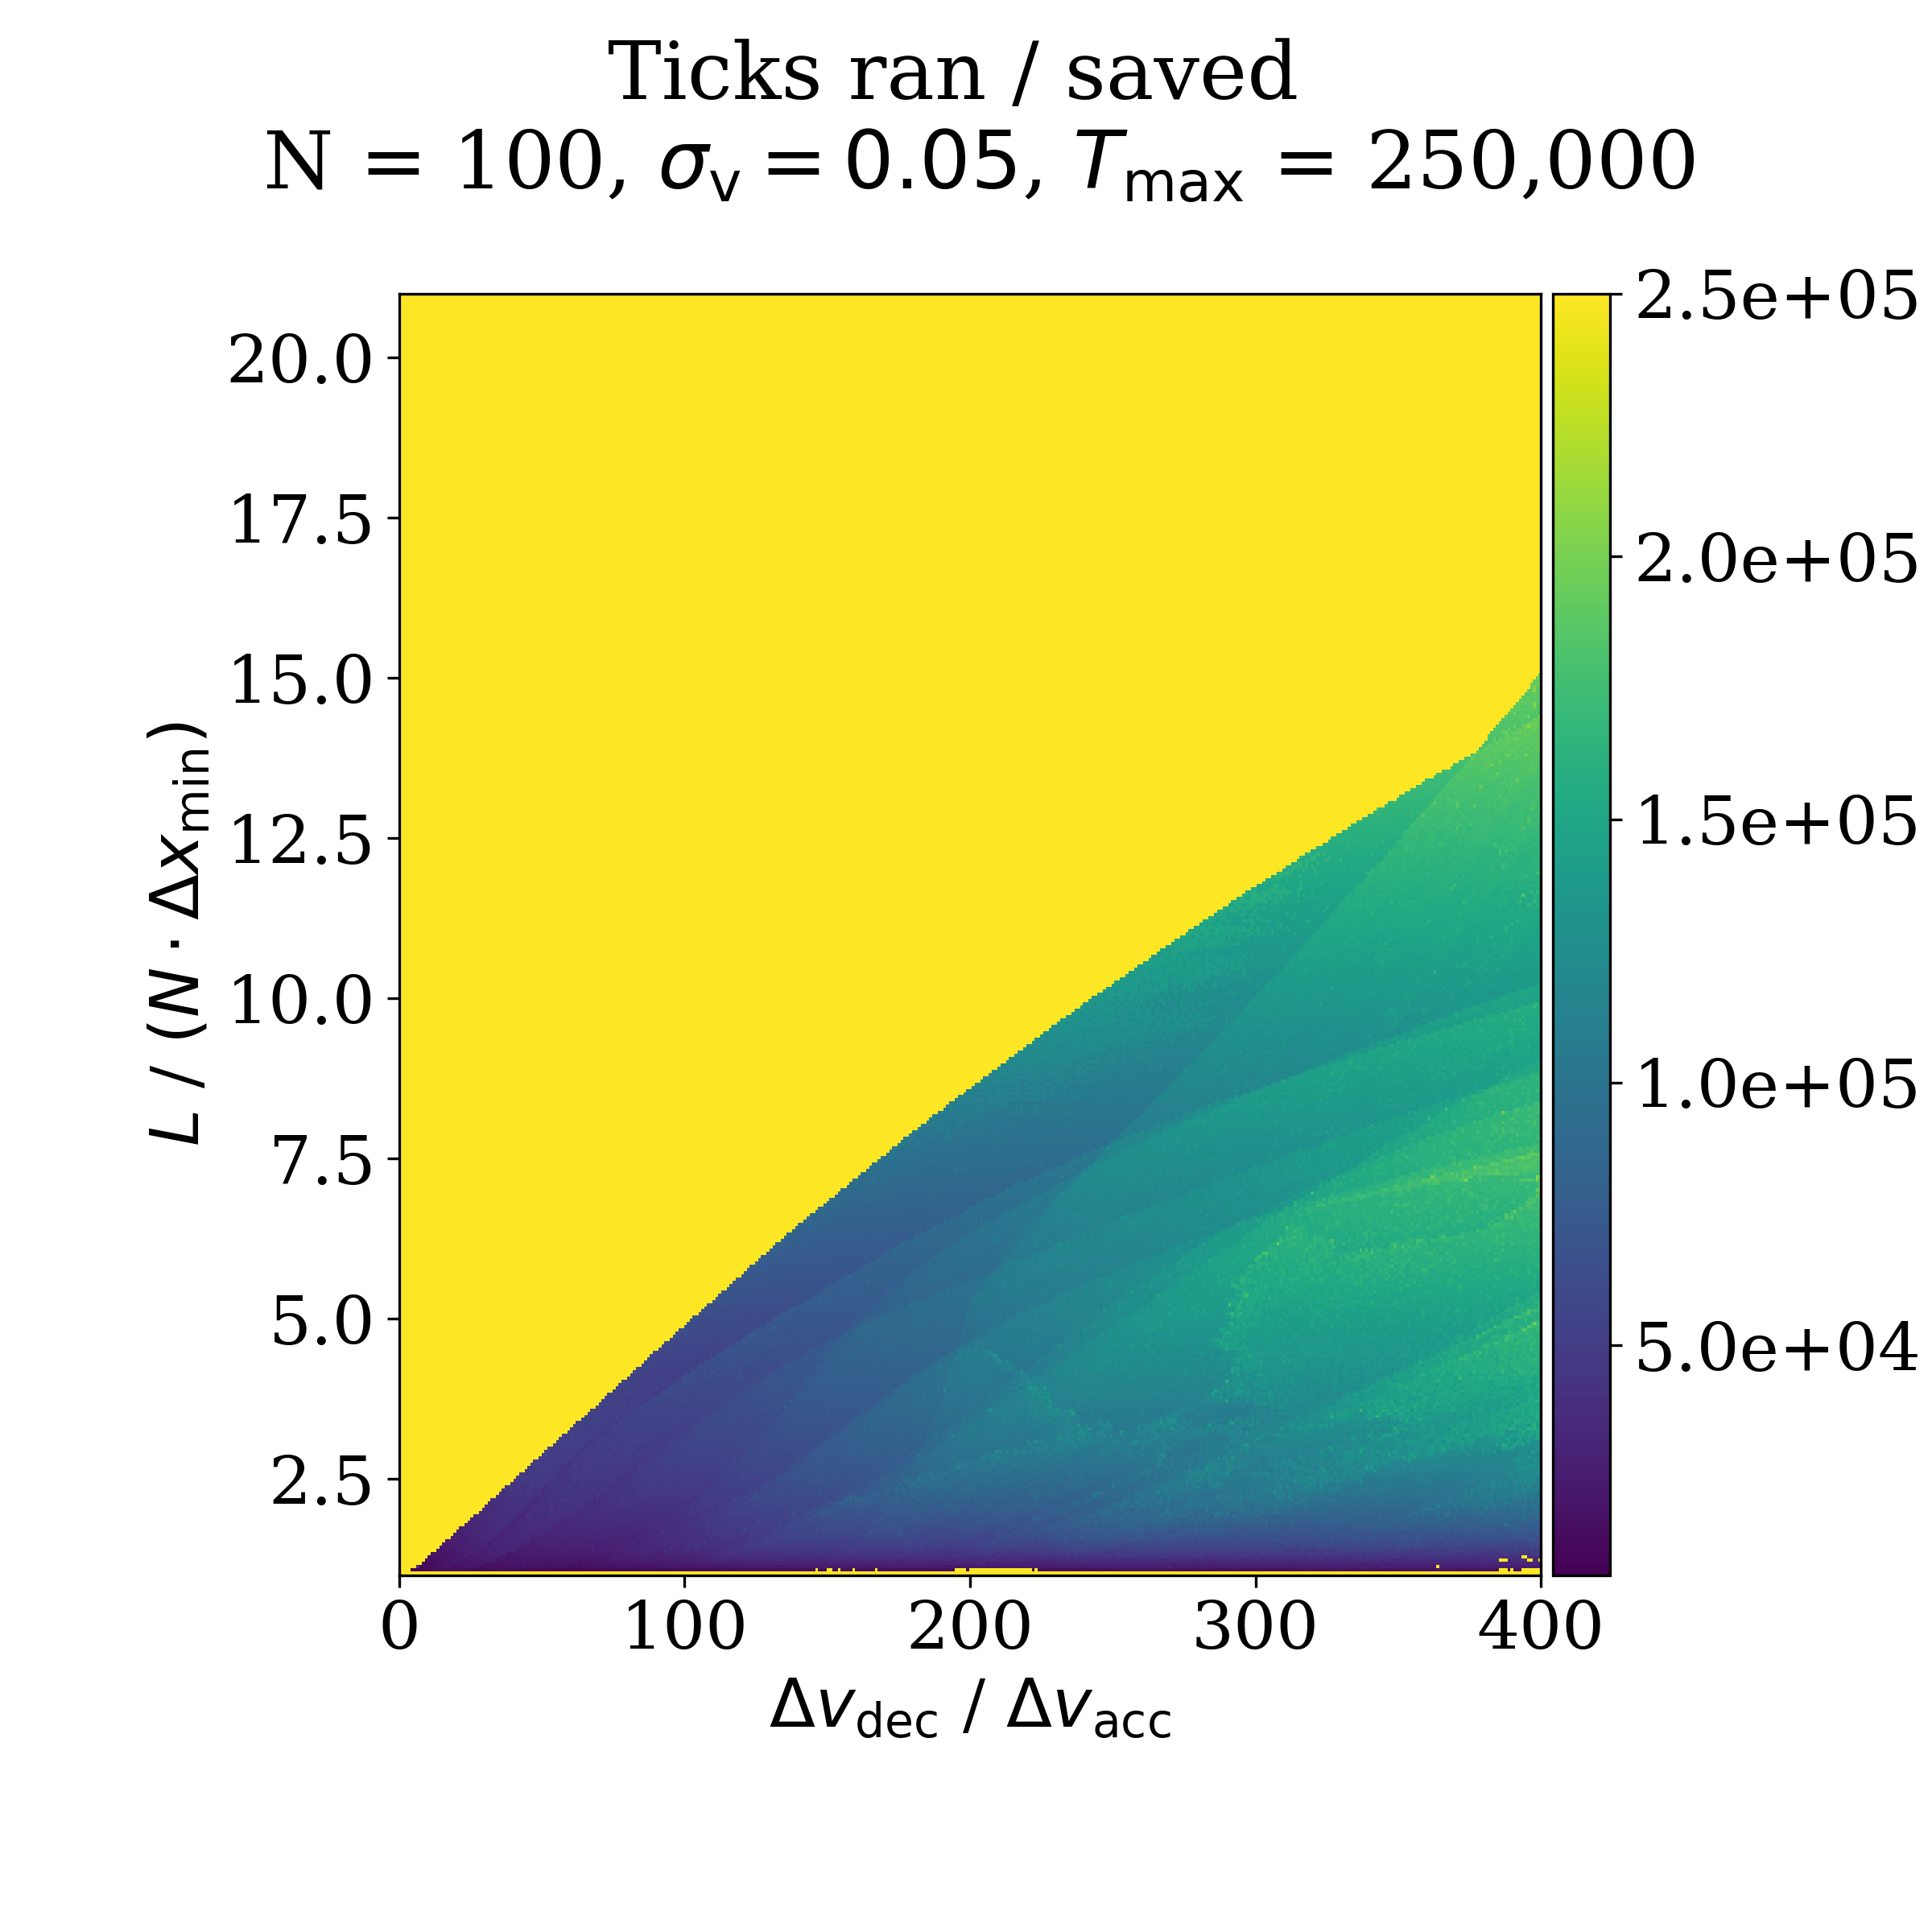 Ticks ran / saved
N = 100, σv = 0.05, Tmax = 250,000
L / (N · Δxmin)
20.0
17.5
15.0
12.5
10.0
7.5
5.0
2.5
0 100 200 300 400
Δvdec / Δvacc
2.5e+05
2.0e+05
1.5e+05
1.0e+05
5.0e+04